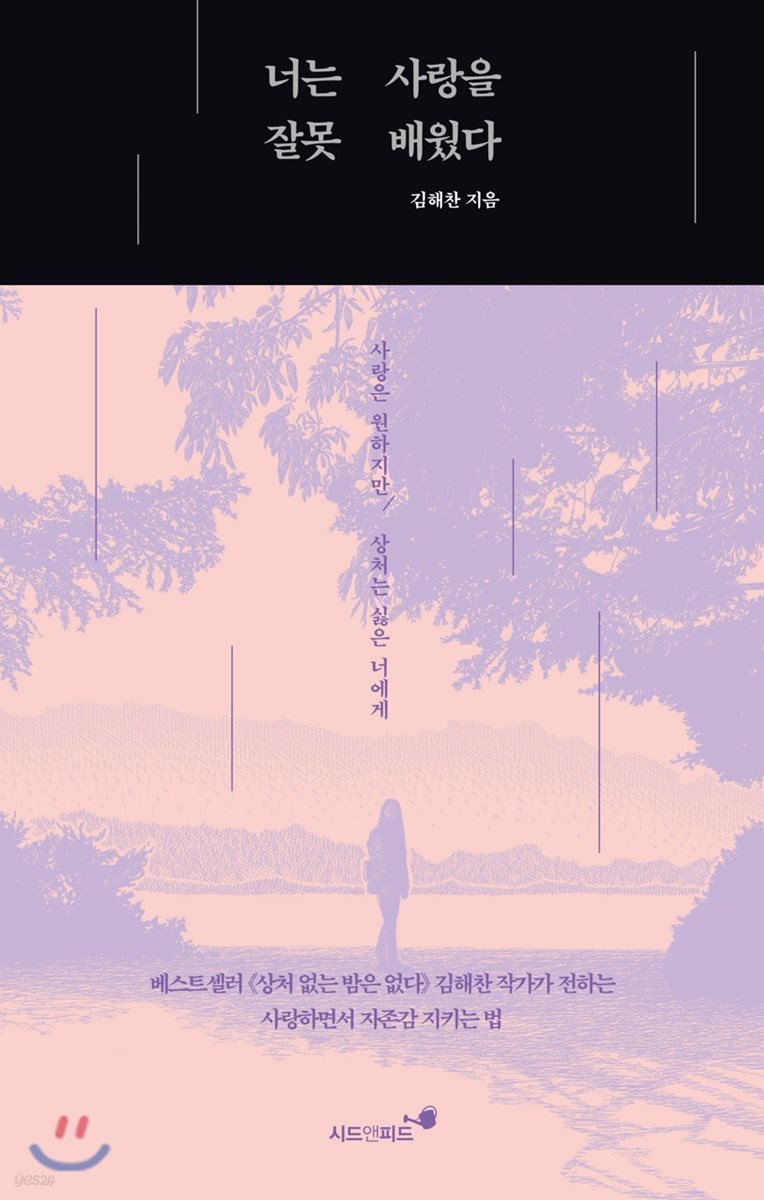 너는 사랑을
잘못 배웠다
김해찬 지음
사랑은 원하지만/ 상처는 싫은 너에게
베스트셀러 《상처 없는 밤은 없다》 김해찬 작가가 전하는
사랑하면서 자존감 지키는 법
시드앤피드
yes24